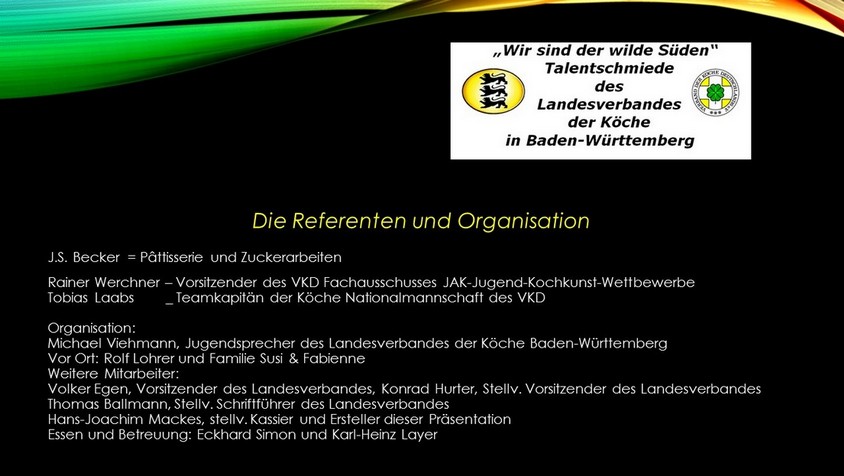 „Wir sind der wilde Süden“
Talentschmiede
des
Landesverbandes
der Köche
in Baden-Württemberg
VERBAND DER KÖCHE DEUTSCHLANDS
Die Referenten und Organisation
J.S. Becker = Pâttisserie und Zuckerarbeiten
Rainer Werchner – Vorsitzender des VKD Fachausschusses JAK-Jugend-Kochkunst-Wettbewerbe
Tobias Laabs _ Teamkapitän der Köche Nationalmannschaft des VKD
Organisation:
Michael Viehmann, Jugendsprecher des Landesverbandes der Köche Baden-Württemberg
Vor Ort: Rolf Lohrer und Familie Susi & Fabienne
Weitere Mitarbeiter:
Volker Egen, Vorsitzender des Landesverbandes, Konrad Hurter, Stellv. Vorsitzender des Landesverbandes
Thomas Ballmann, Stellv. Schriftführer des Landesverbandes
Hans-Joachim Mackes, stellv. Kassier und Ersteller dieser Präsentation
Essen und Betreuung: Eckhard Simon und Karl-Heinz Layer